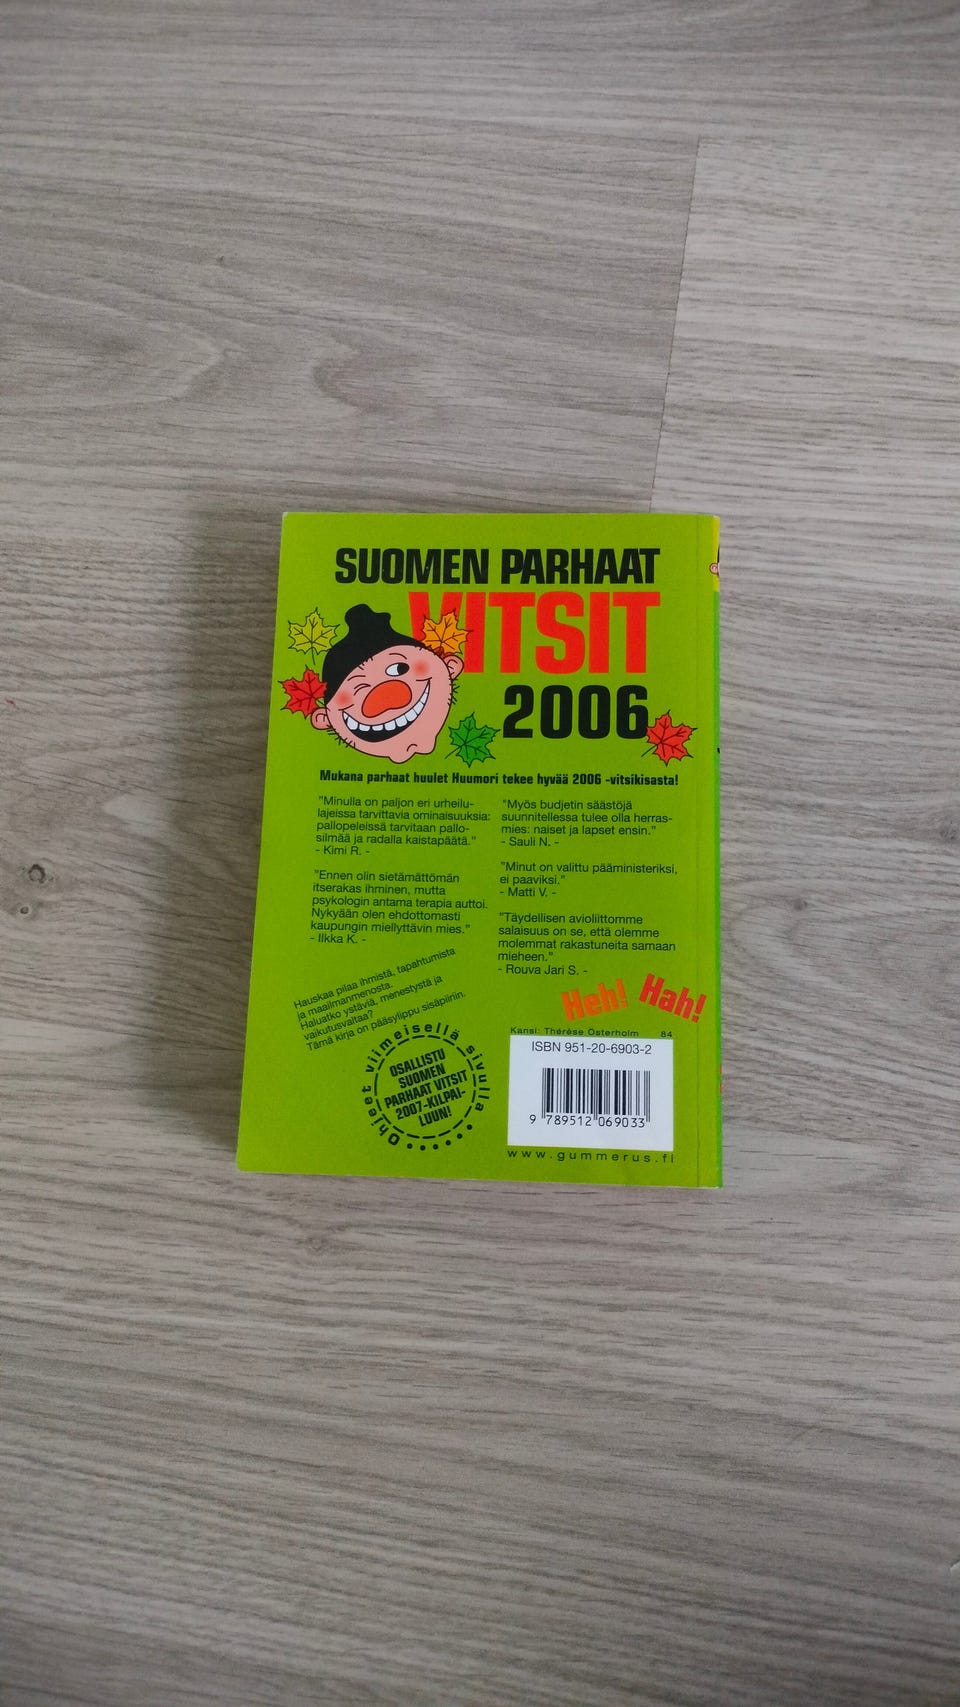 SUOMEN PARHAAT
VITSIT
2006
Mukana parhaat huulet Huumori tekee hyvää 2006 -vitsikisasta!
"Minulla on paljon eri urheilu-
lajeissa tarvittavia ominaisuuksia:
pallopeleissä tarvitaan pallo-
silmää ja radalla kaistapäätä."
- Kimi R. -
"Ennen olin sietämättömän
itserakas ihminen, mutta
psykologin antama terapia auttoi.
Nykyään olen ehdottomasti
kaupungin miellyttävin mies."
- Ilkka K. -
"Myös budjetin säästöjä
suunnitellessa tulee olla herras-
mies: naiset ja lapset ensin."
- Sauli N. -
"Minut on valittu pääministeriksi,
ei paaviksi."
- Matti V. -
"Täydellisen avioliittomme
salaisuus on se, että olemme
molemmat rakastuneita samaan
mieheen."
- Rouva Jari S. -
Hauskaa pilaa ihmistä, tapahtumista
ja maailmanmenosta.
Haluatko ystäviä, menestystä ja
vaikutusvaltaa?
Tämä kirja on pääsylippu sisäpiiriin.
Heh! Hah!
Ohjeet viimeisellä sivulla
OSALLISTU
SUOMEN
PARHAAT VITSIT
2007-KILPAI-
LUUN!
Kansi: Thérèse Österholm 84
ISBN 951-20-6903-2
9 789512 069033
www.gummerus.fi